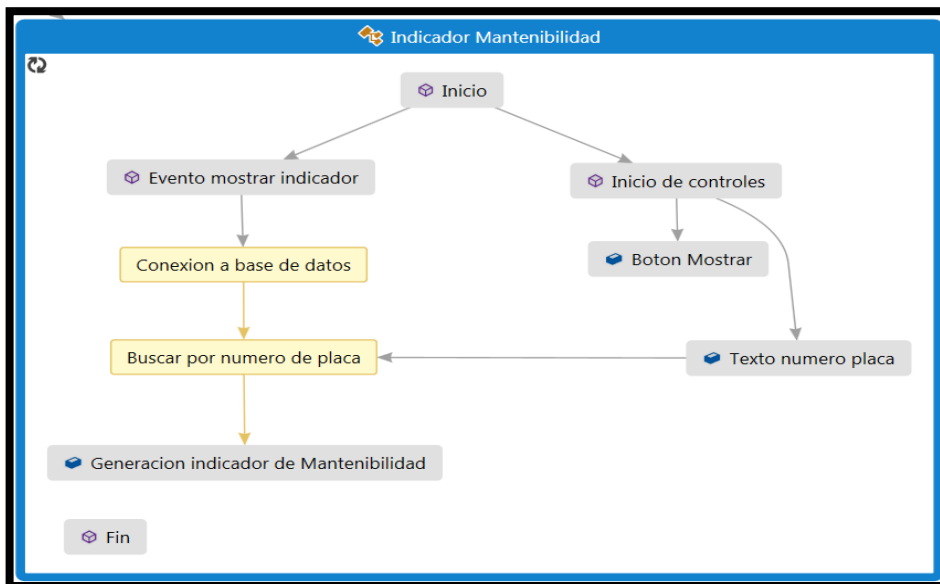 Indicador Mantenibilidad
Inicio
Evento mostrar indicador
Inicio de controles
Conexion a base de datos
Boton Mostrar
Buscar por numero de placa
Texto numero placa
Generacion indicador de Mantenibilidad
Fin